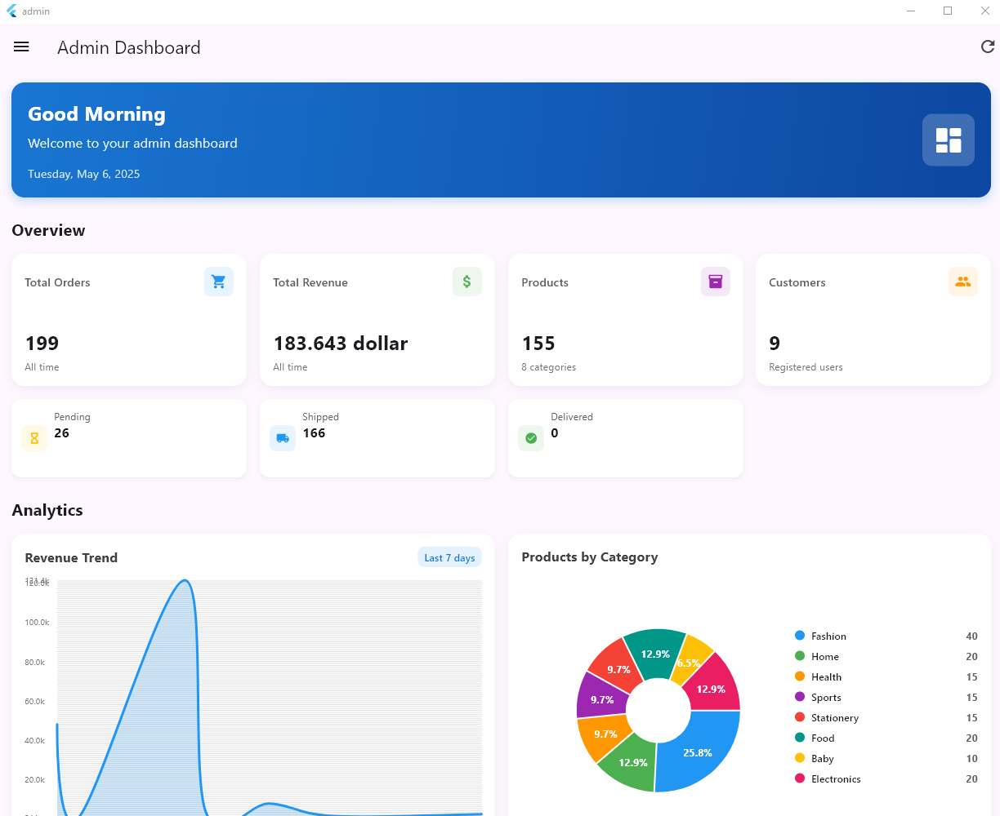 admin
Admin Dashboard
Good Morning
Welcome to your admin dashboard
Tuesday, May 6, 2025
Overview
Total Orders
199
All time
Total Revenue
183.643 dollar
All time
Products
155
8 categories
Customers
9
Registered users
Pending
26
Shipped
166
Delivered
0
Analytics
Revenue Trend
Last 7 days
120.0k
100.0k
80.0k
60.0k
40.0k
20.0k
Products by Category
12.9%
6.5%
12.9%
9.7%
9.7%
9.7%
12.9%
25.8%
Fashion 40
Home 20
Health 15
Sports 15
Stationery 15
Food 20
Baby 10
Electronics 20